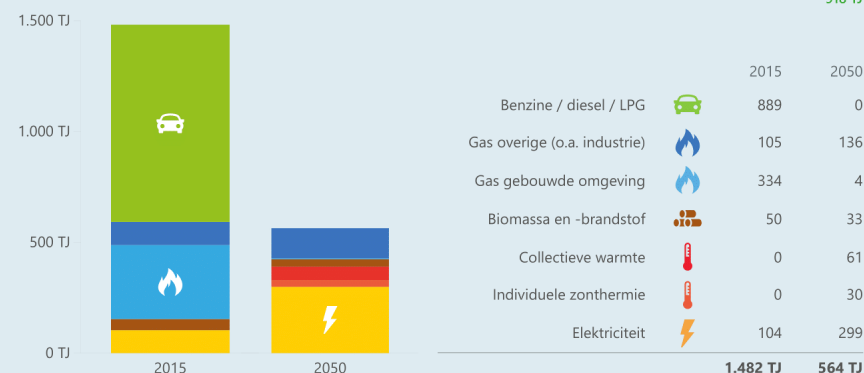 1.500 TJ
1.000 TJ
500 TJ
0 TJ
2015 2050
2015 2050
Benzine / diesel / LPG 889 0
Gas overige (o.a. industrie) 105 136
Gas gebouwde omgeving 334 4
Biomassa en -brandstof 50 33
Collectieve warmte 0 61
Individuele zonthermie 0 30
Elektriciteit 104 299
1.482 TJ 564 TJ